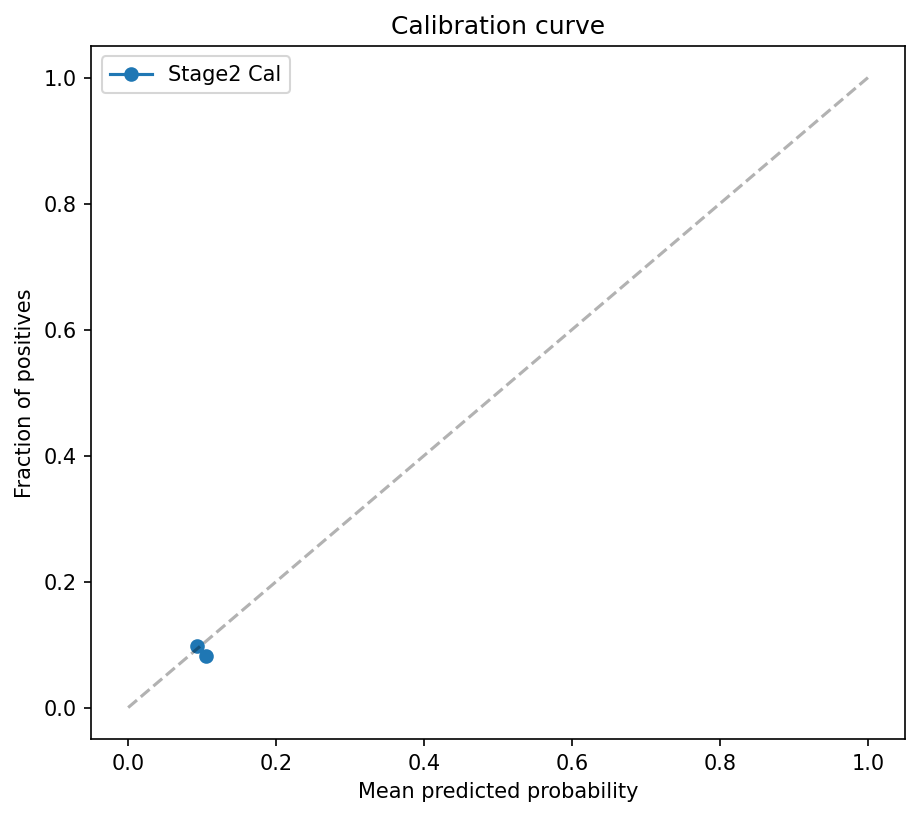 Calibration curve
Stage2 Cal
1.0
0.8
0.6
0.4
0.2
0.0
Fraction of positives
0.0 0.2 0.4 0.6 0.8 1.0
Mean predicted probability